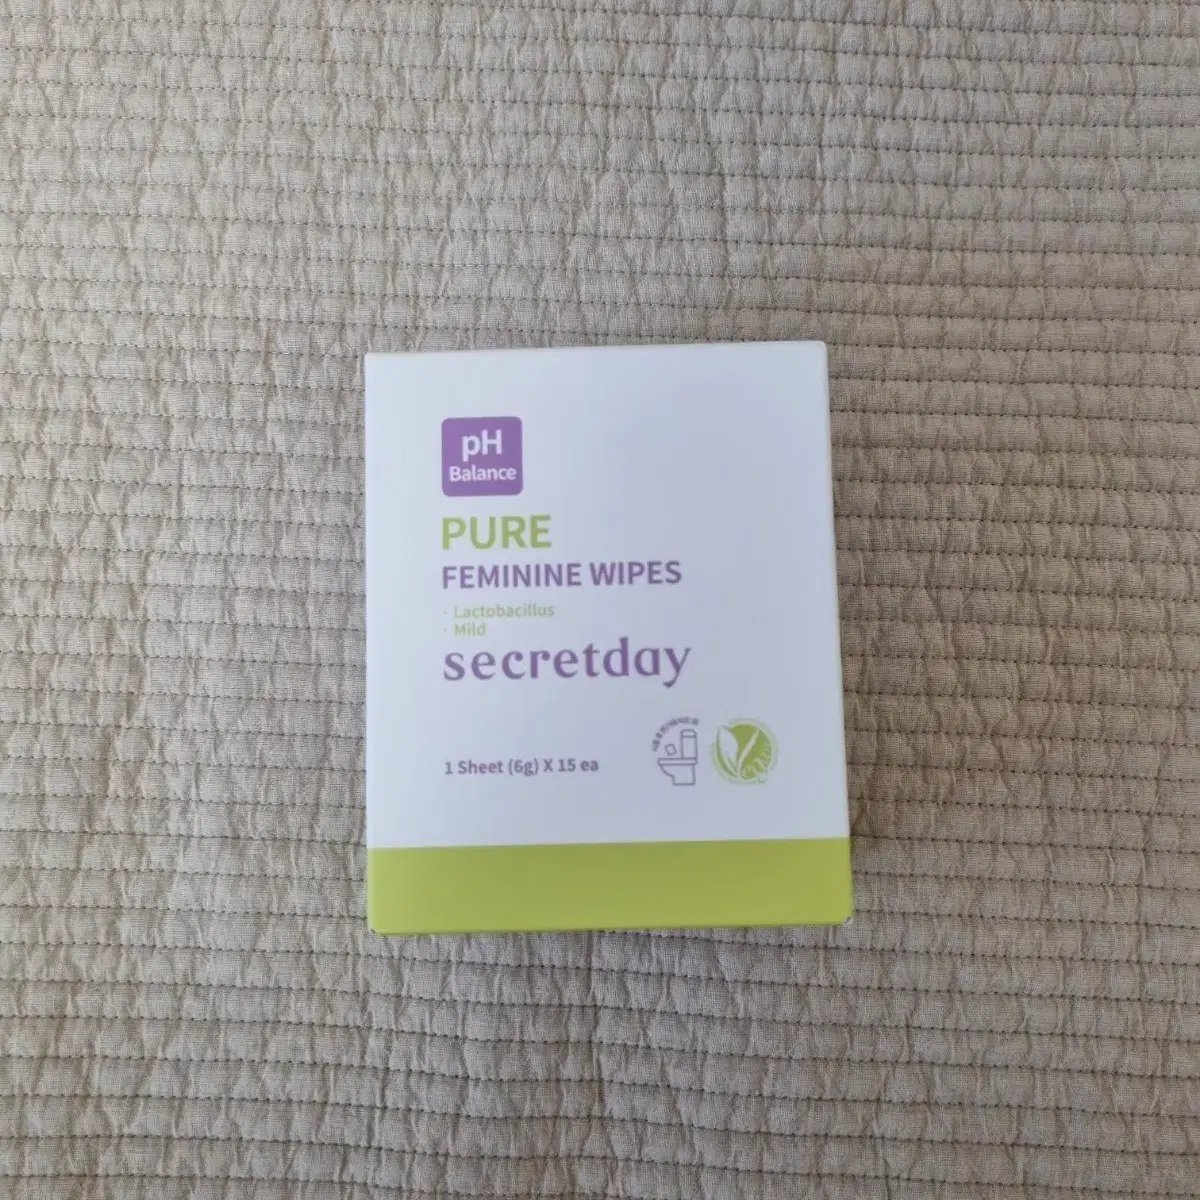 pH
Balance
PURE
FEMININE WIPES
· Lactobacillus
· Mild
secretday
1 Sheet (6g) X 15 ea